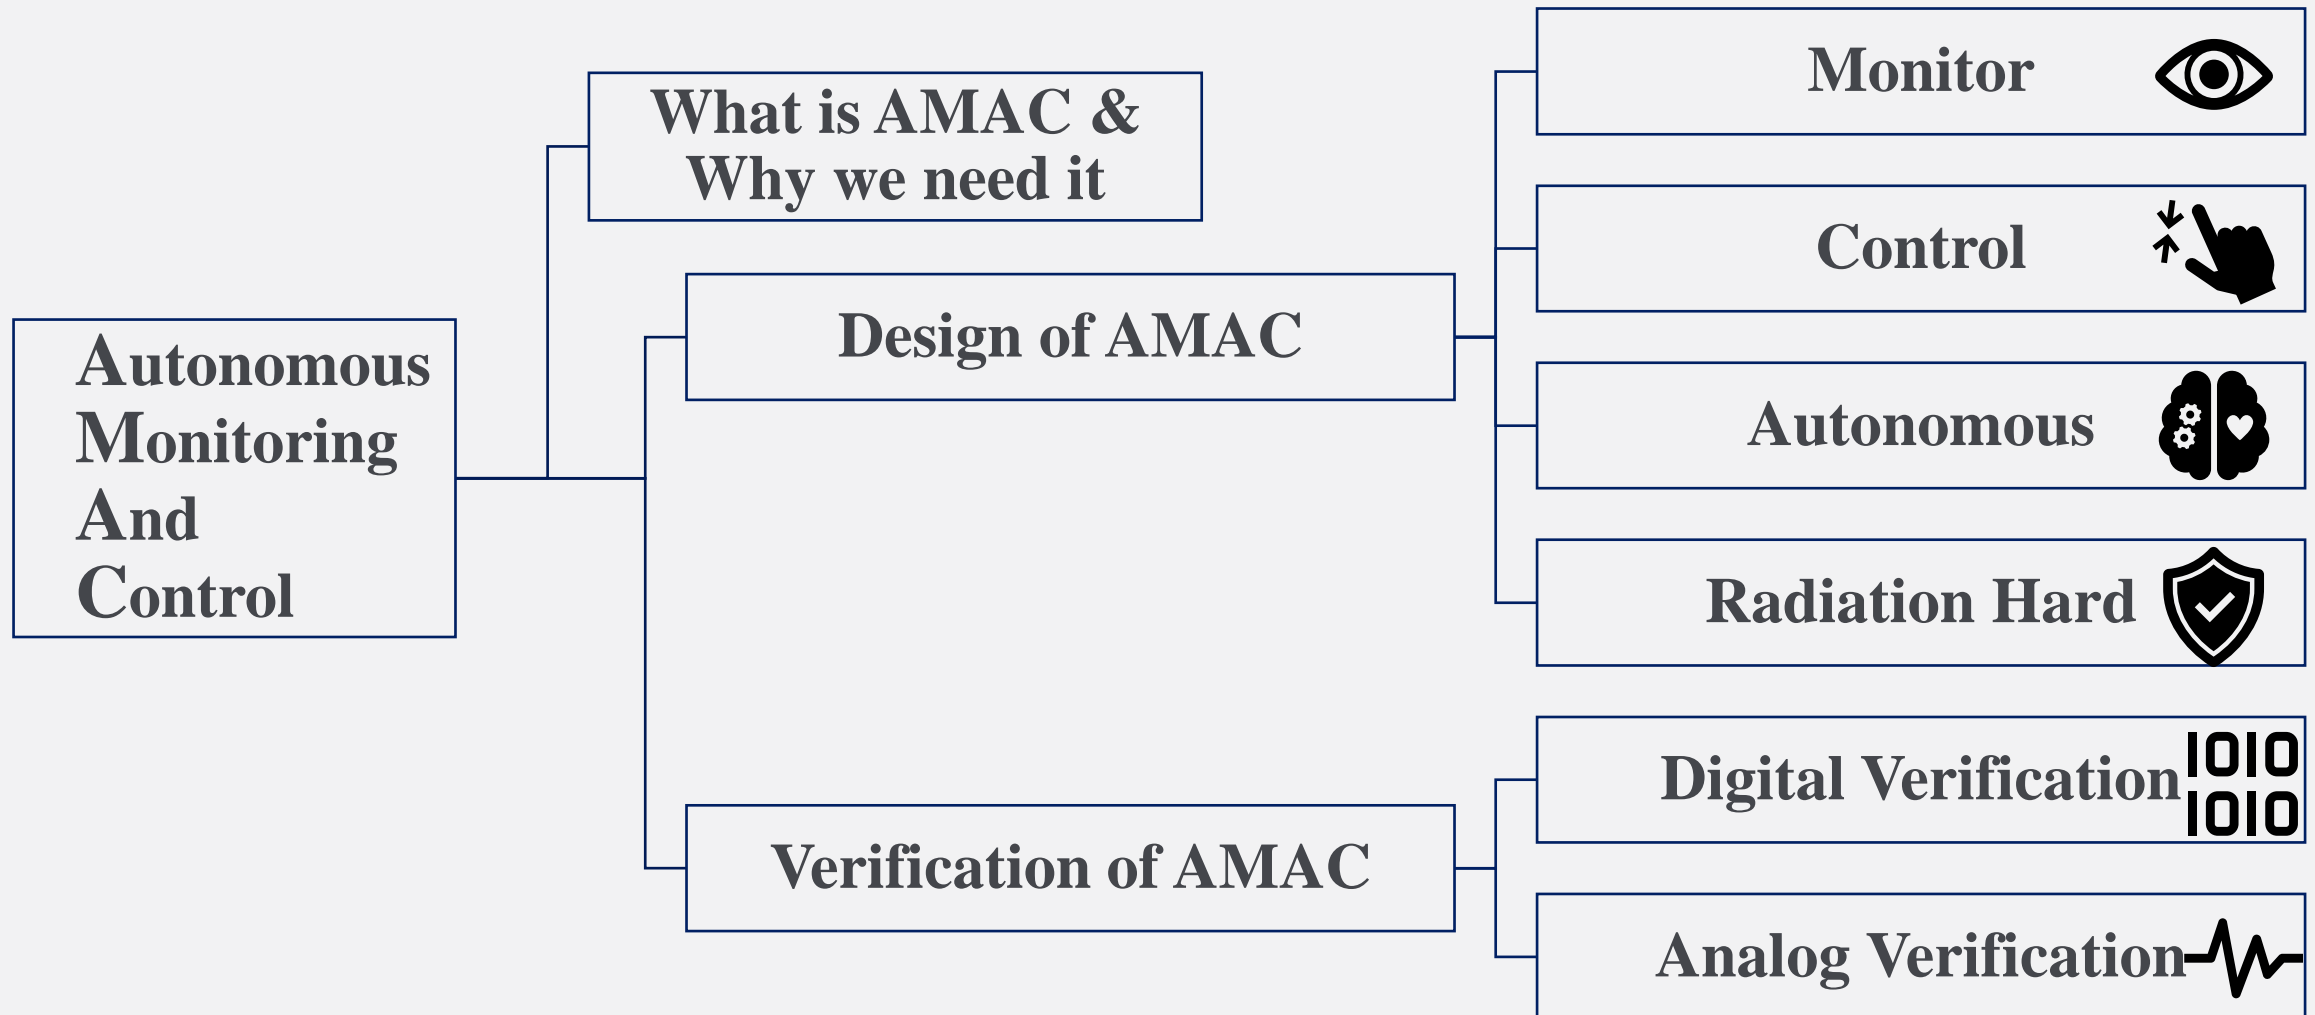 Autonomous
Monitoring
And
Control
What is AMAC &
Why we need it
Design of AMAC
Verification of AMAC
Monitor
Control
Autonomous
Radiation Hard
Digital Verification
1010
1010
Analog Verification